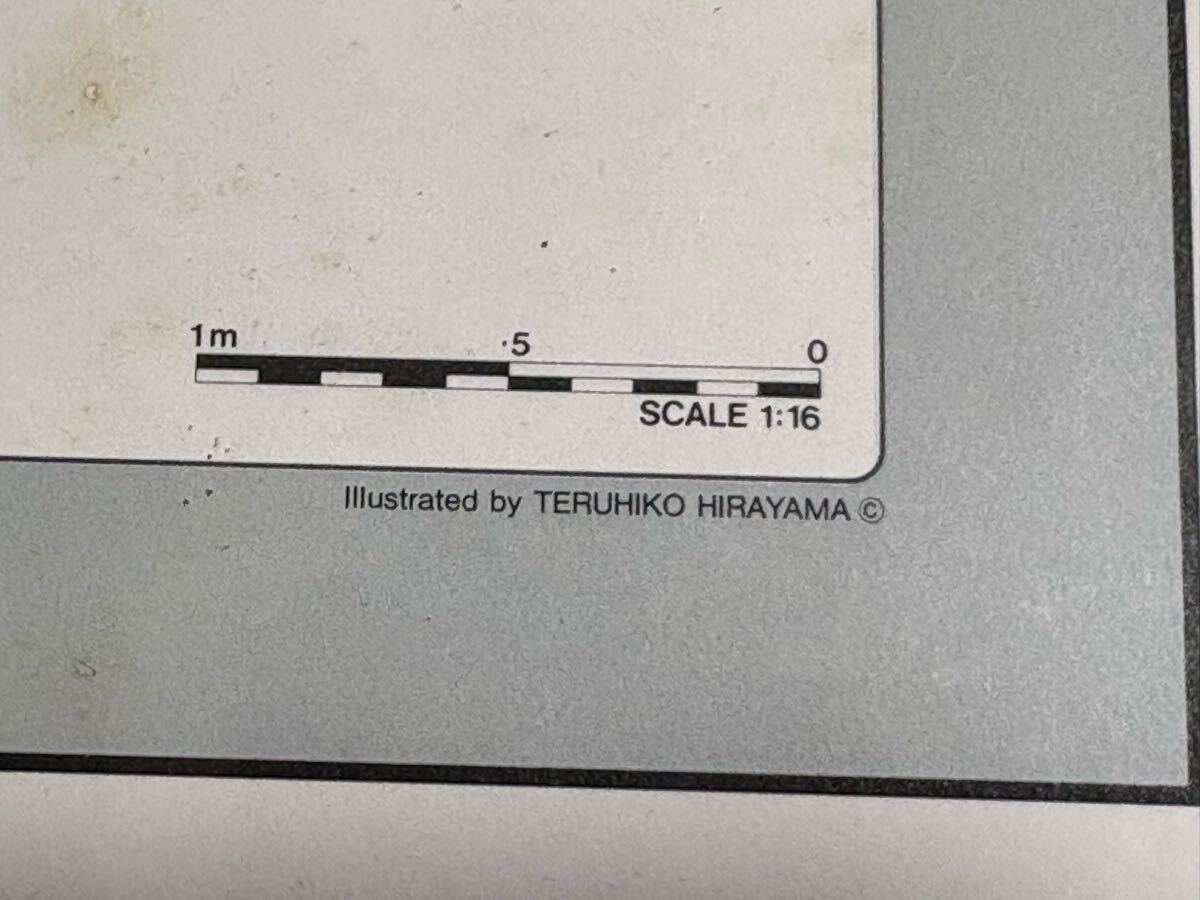 1m ·5 0
SCALE 1:16
Illustrated by TERUHIKO HIRAYAMA ©